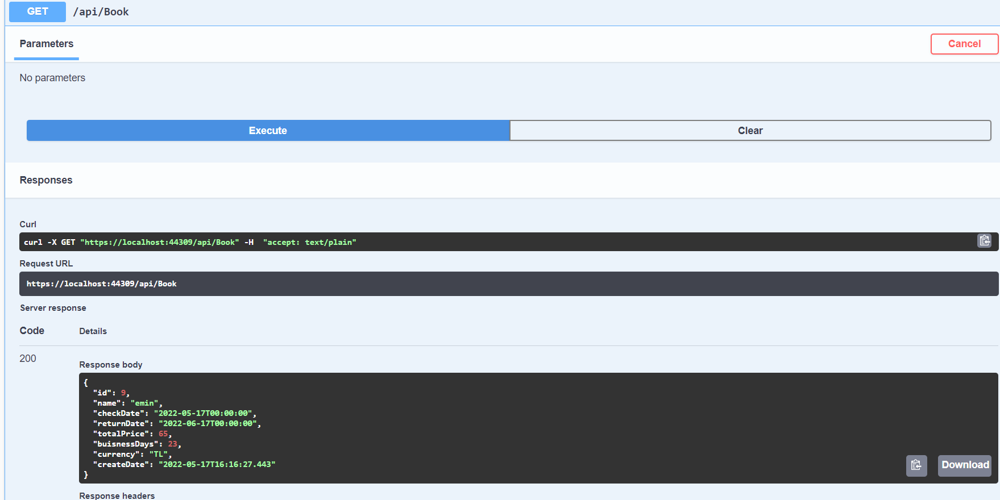 GET /api/Book
Parameters
Cancel
No parameters
Execute
Clear
Responses
Curl
curl -X GET "https://localhost:44309/api/Book" -H  "accept: text/plain"
Request URL
https://localhost:44309/api/Book
Server response
Code
Details
200
Response body
{
  "id": 9,
  "name": "emin",
  "checkDate": "2022-05-17T00:00:00",
  "returnDate": "2022-06-17T00:00:00",
  "totalPrice": 65,
  "buisnessDays": 23,
  "currency": "TL",
  "createDate": "2022-05-17T16:16:27.443"
}
Download
Response headers